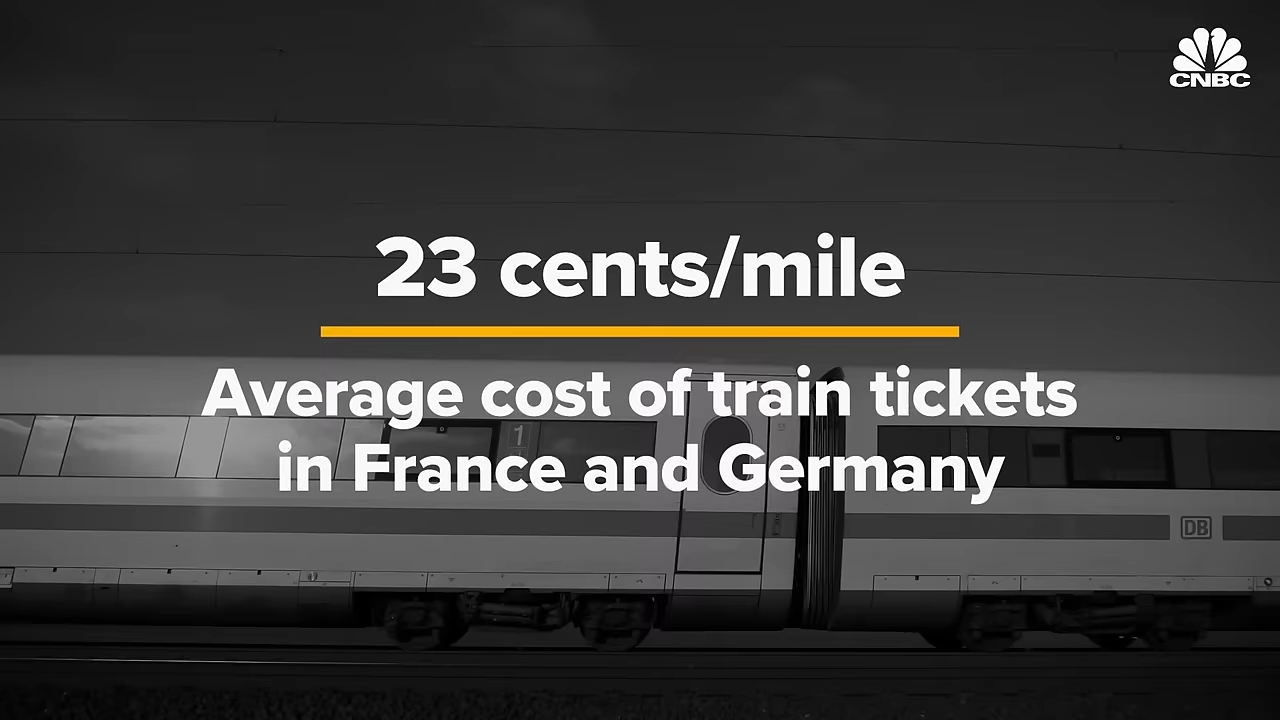 CNBC
23 cents/mile
Average cost of train tickets
in France and Germany
1
DB